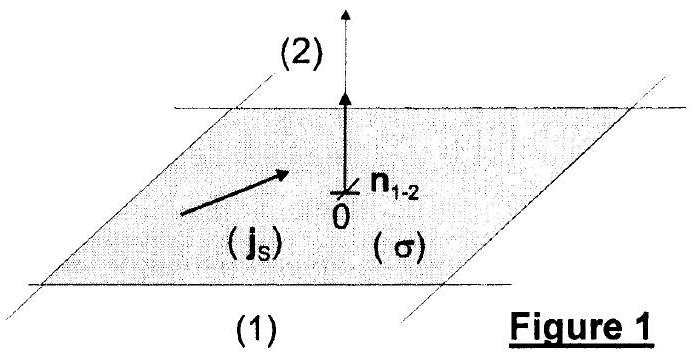 (2)
n₁₋₂
0
(jₛ) (σ)
(1)
Figure 1